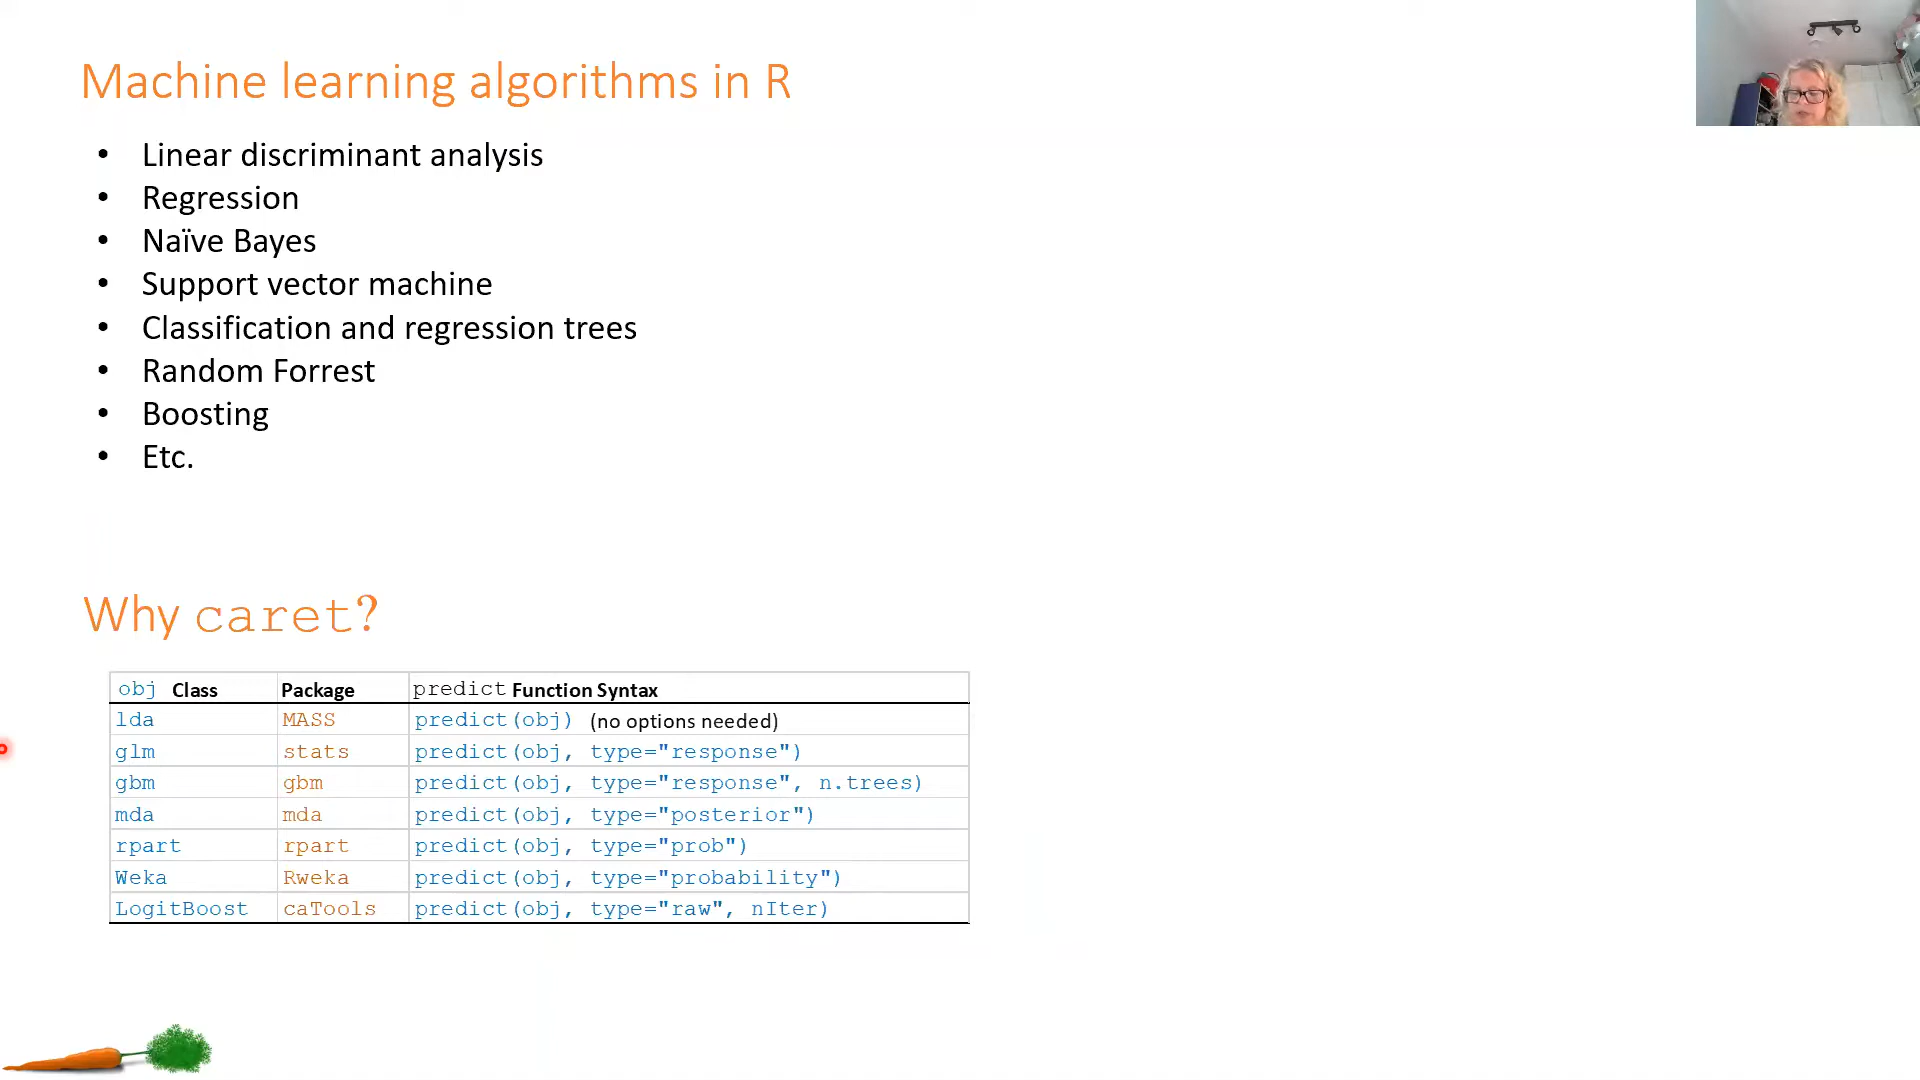 Machine learning algorithms in R
• Linear discriminant analysis
• Regression
• Naïve Bayes
• Support vector machine
• Classification and regression trees
• Random Forrest
• Boosting
• Etc.
Why caret?
obj Class Package predict Function Syntax
lda MASS predict(obj) (no options needed)
glm stats predict(obj, type="response")
gbm gbm predict(obj, type="response", n.trees)
mda mda predict(obj, type="posterior")
rpart rpart predict(obj, type="prob")
Weka Rweka predict(obj, type="probability")
LogitBoost caTools predict(obj, type="raw", nIter)